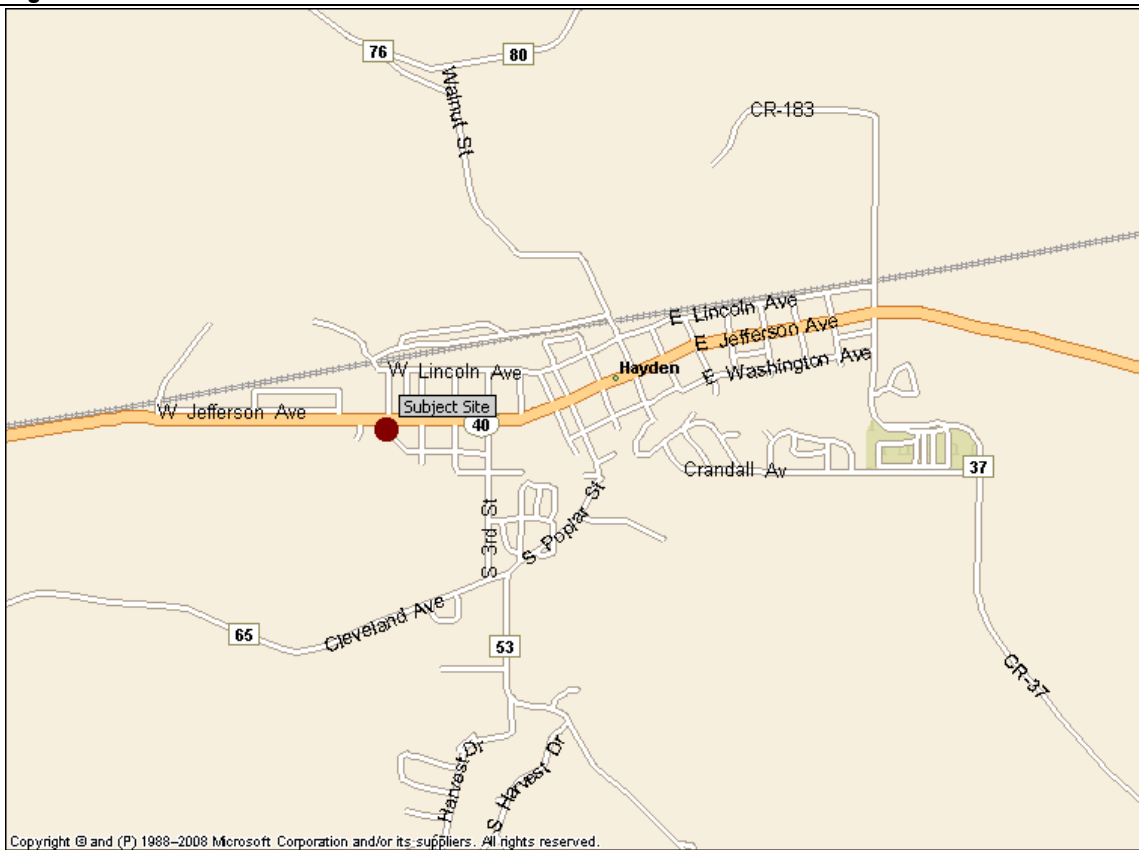 76
80
Walnut St
CR-183
E Lincoln Ave
E Jefferson Ave
Hayden
E Washington Ave
W Lincoln Ave
Subject Site
W Jefferson Ave
40
Crandall Av
37
S 3rd St
S Poplar St
Cleveland Ave
65
53
CR-37
Harvest Dr
S Harvest Dr
Copyright © and (P) 1988–2008 Microsoft Corporation and/or its suppliers. All rights reserved.